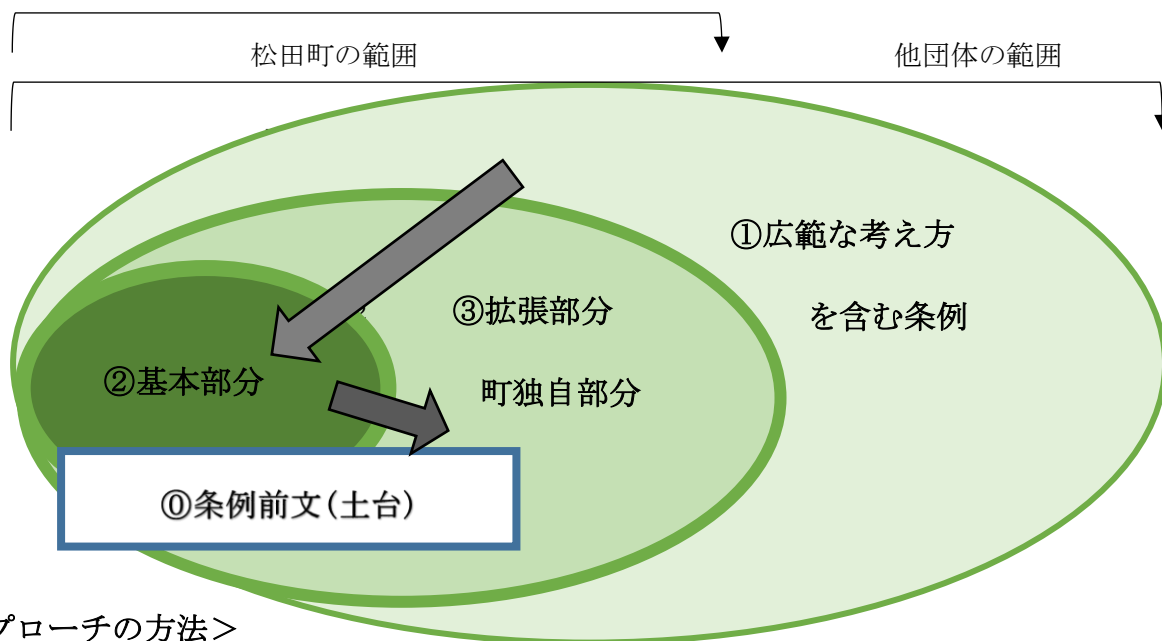 松田町の範囲
他団体の範囲
①広範な考え方
を含む条例
③拡張部分
町独自部分
②基本部分
⓪条例前文(土台)
プローチの方法＞